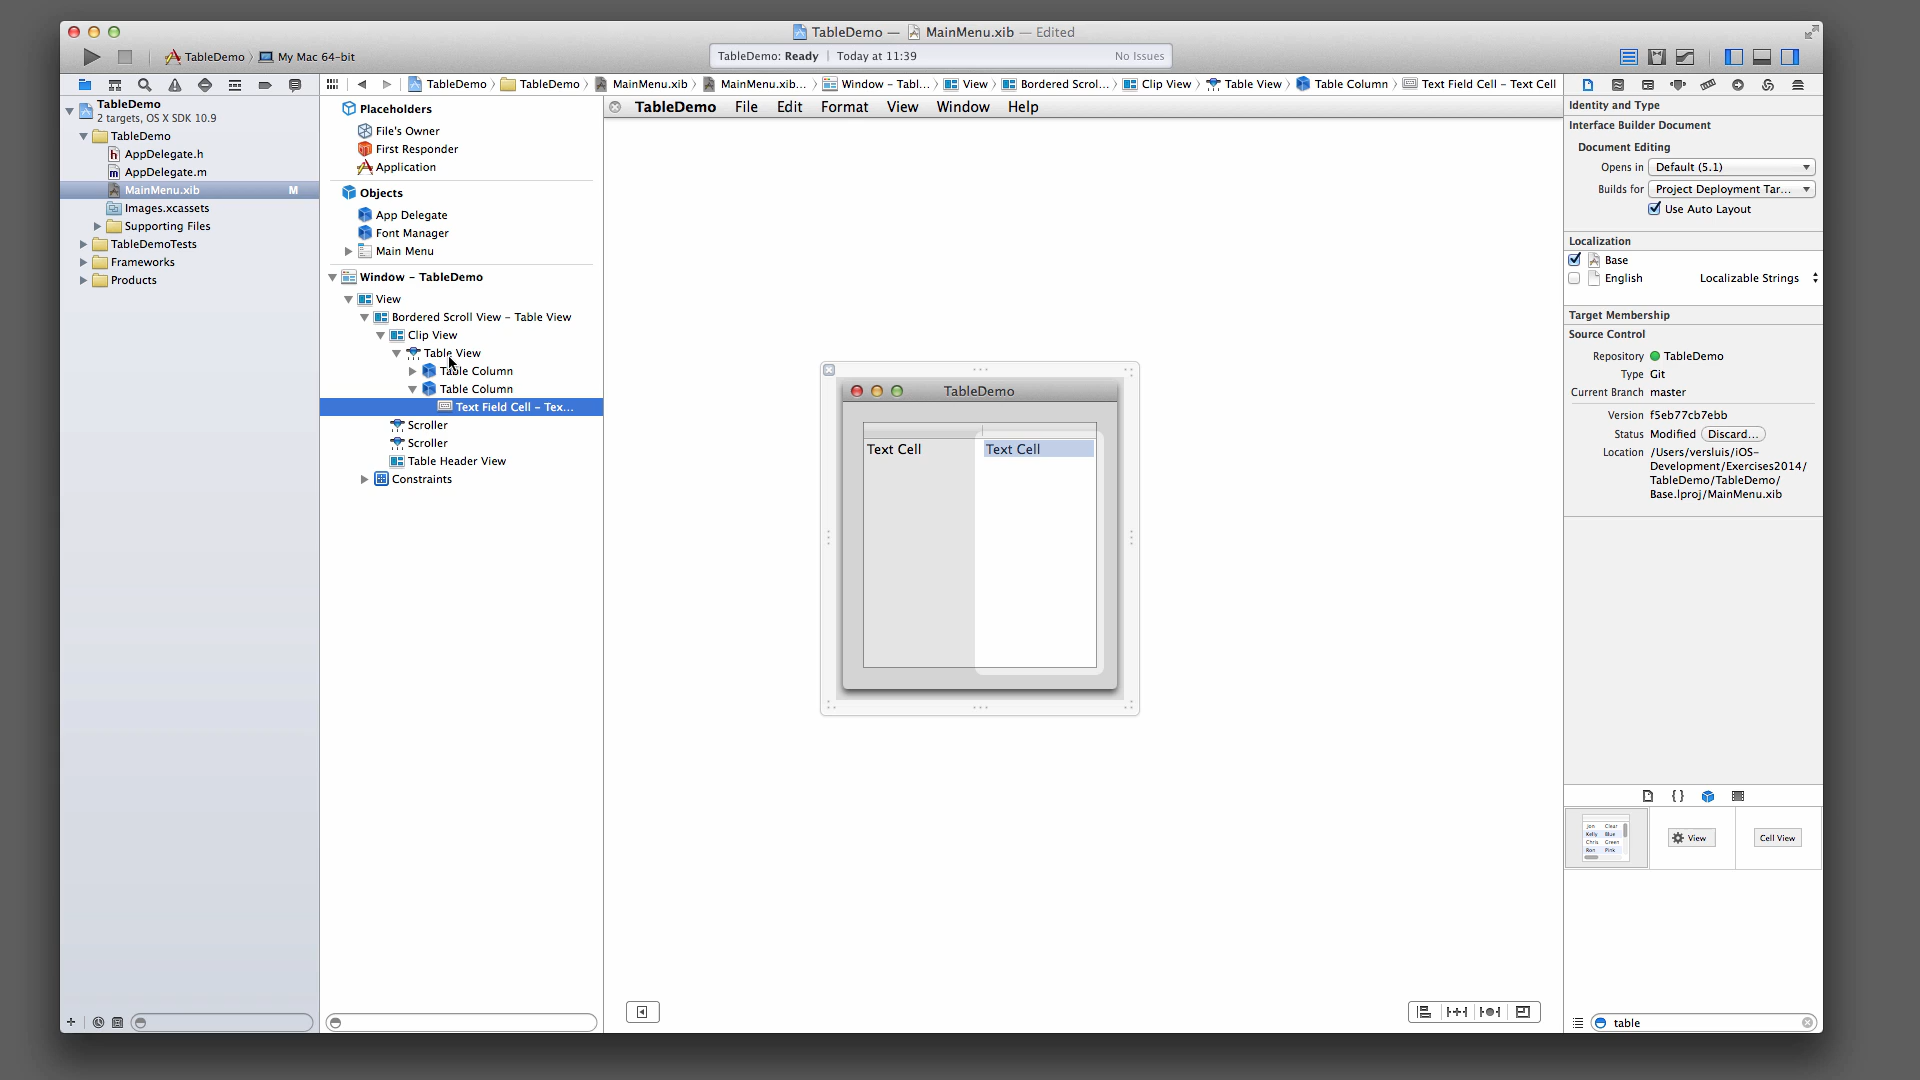 TableDemo — MainMenu.xib — Edited
TableDemo My Mac 64-bit
TableDemo: Ready | Today at 11:39 No Issues
TableDemo TableDemo MainMenu.xib MainMenu.xib... Window – Tabl... View Bordered Scrol... Clip View Table View Table Column Text Field Cell – Text Cell
TableDemo
2 targets, OS X SDK 10.9
TableDemo
AppDelegate.h
AppDelegate.m
MainMenu.xib M
Images.xcassets
Supporting Files
TableDemoTests
Frameworks
Products
Placeholders
File's Owner
First Responder
Application
Objects
App Delegate
Font Manager
Main Menu
Window – TableDemo
View
Bordered Scroll View – Table View
Clip View
Table View
Table Column
Table Column
Text Field Cell – Tex...
Scroller
Scroller
Table Header View
Constraints
TableDemo File Edit Format View Window Help
TableDemo
Text Cell Text Cell
Identity and Type
Interface Builder Document
Document Editing
Opens in Default (5.1)
Builds for Project Deployment Tar...
Use Auto Layout
Localization
Base
English Localizable Strings
Target Membership
Source Control
Repository TableDemo
Type Git
Current Branch master
Version f5eb77cb7ebb
Status Modified Discard...
Location /Users/versluis/iOS-
Development/Exercises2014/
TableDemo/TableDemo/
Base.lproj/MainMenu.xib
{ }
Jon Clear
Kelly Blue
Chris Green
Ron Pink
View
Cell View
table